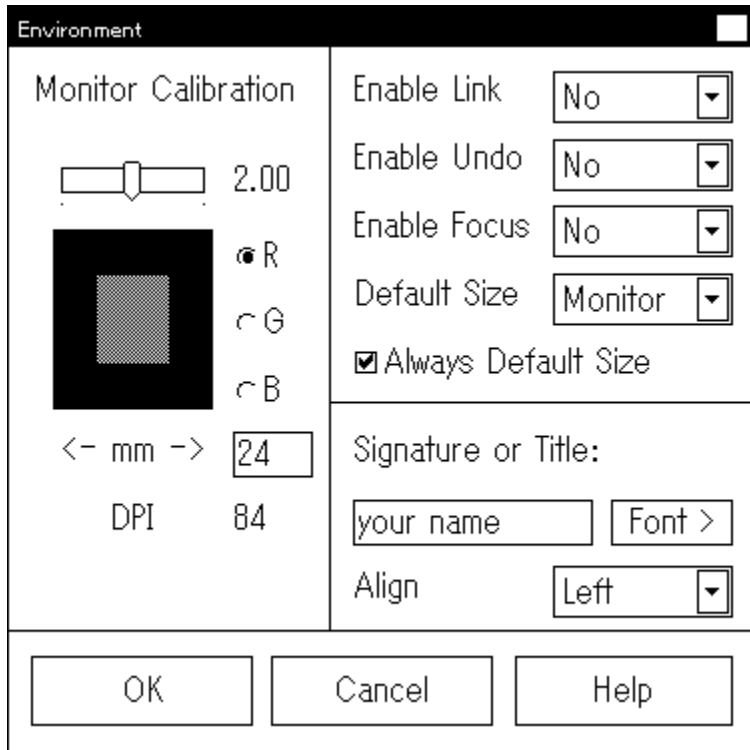 Environment
Monitor Calibration
2.00
R
G
B
<- mm -> 24
DPI 84
Enable Link No
Enable Undo No
Enable Focus No
Default Size Monitor
Always Default Size
Signature or Title:
your name Font >
Align Left
OK Cancel Help